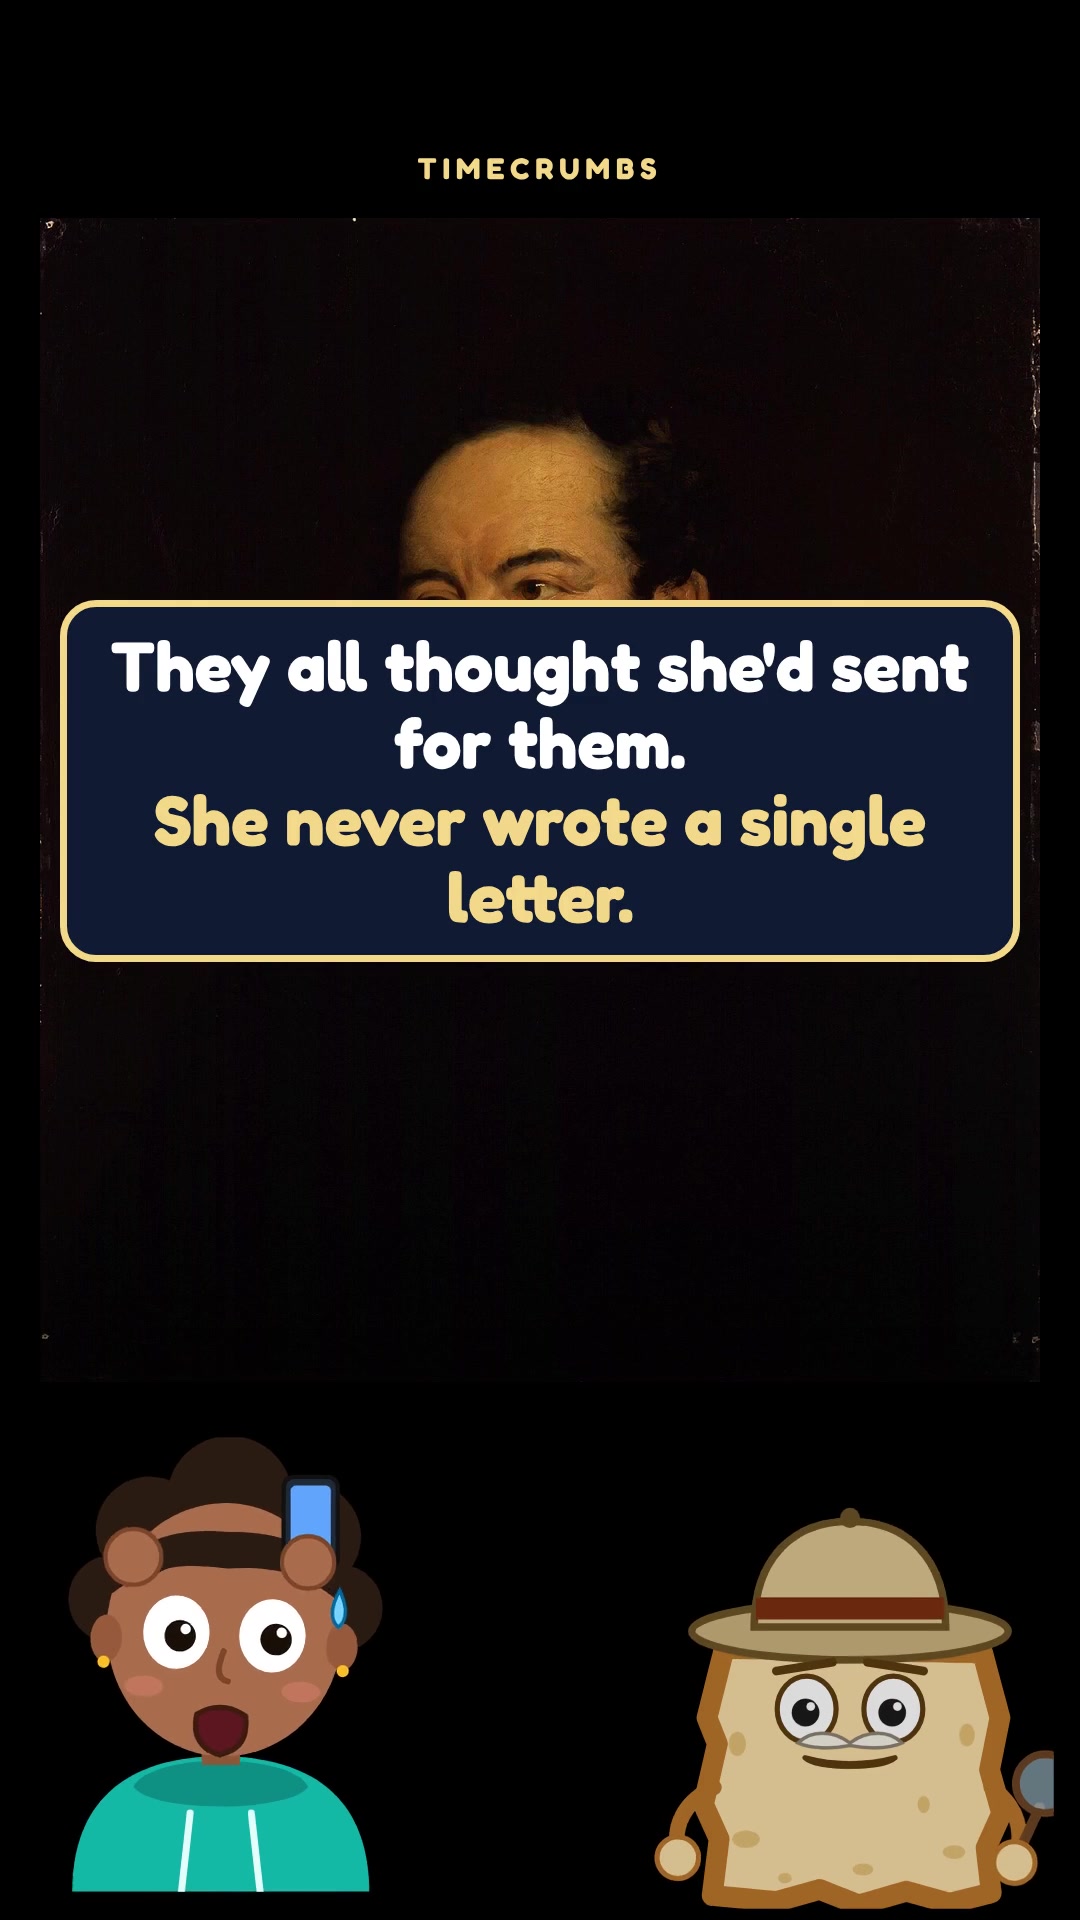 TIMECRUMBS
They all thought she'd sent
for them.
She never wrote a single
letter.